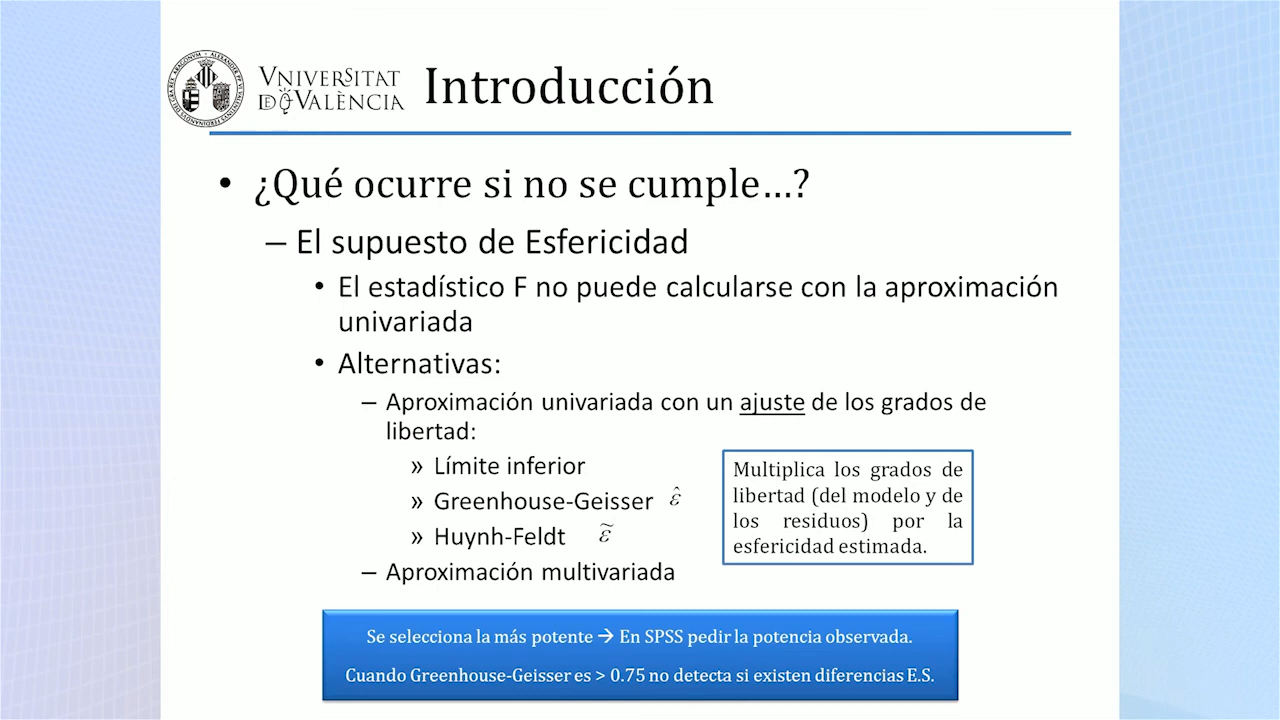 VNIVERSITAT
DE VALÈNCIA
Introducción
• ¿Qué ocurre si no se cumple…?
– El supuesto de Esfericidad
• El estadístico F no puede calcularse con la aproximación
univariada
• Alternativas:
– Aproximación univariada con un ajuste de los grados de
libertad:
» Límite inferior
» Greenhouse-Geisser ε̂
» Huynh-Feldt ε̃
Multiplica los grados de
libertad (del modelo y de
los residuos) por la
esfericidad estimada.
– Aproximación multivariada
Se selecciona la más potente → En SPSS pedir la potencia observada.
Cuando Greenhouse-Geisser es > 0.75 no detecta si existen diferencias E.S.